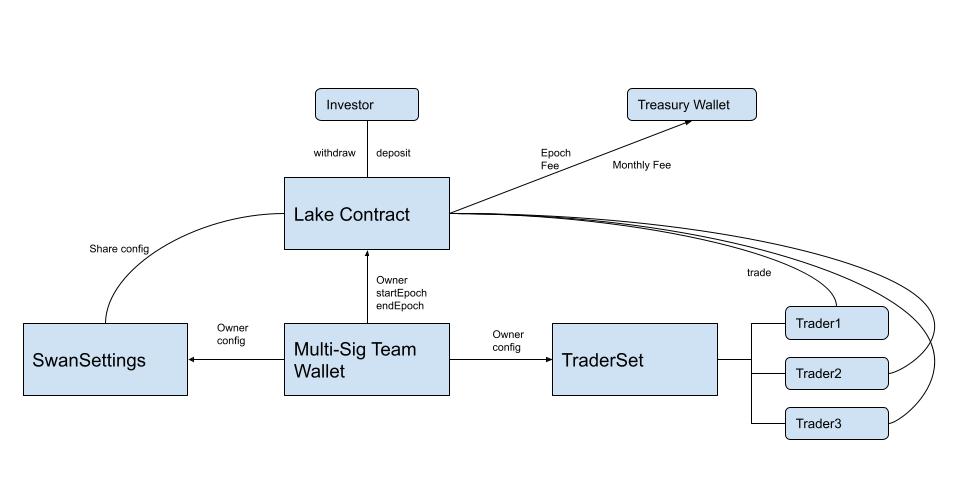 Investor
Treasury Wallet
withdraw
deposit
Epoch
Fee
Monthly Fee
Lake Contract
Share config
trade
Owner
startEpoch
endEpoch
Trader1
SwanSettings
Owner
config
Multi-Sig Team
Wallet
Owner
config
TraderSet
Trader2
Trader3